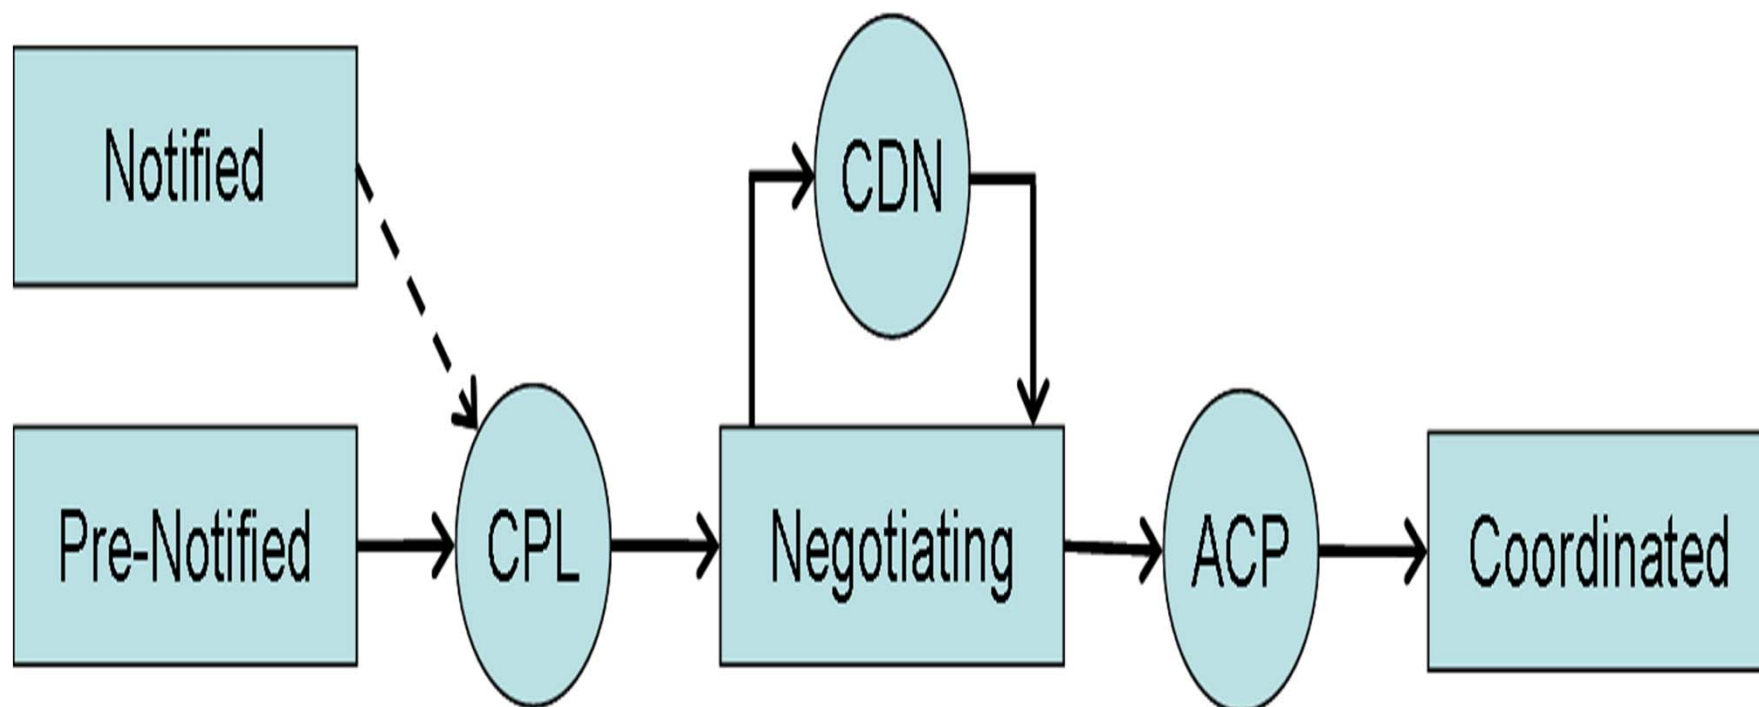 Notified
CDN
Pre-Notified
CPL
Negotiating
ACP
Coordinated